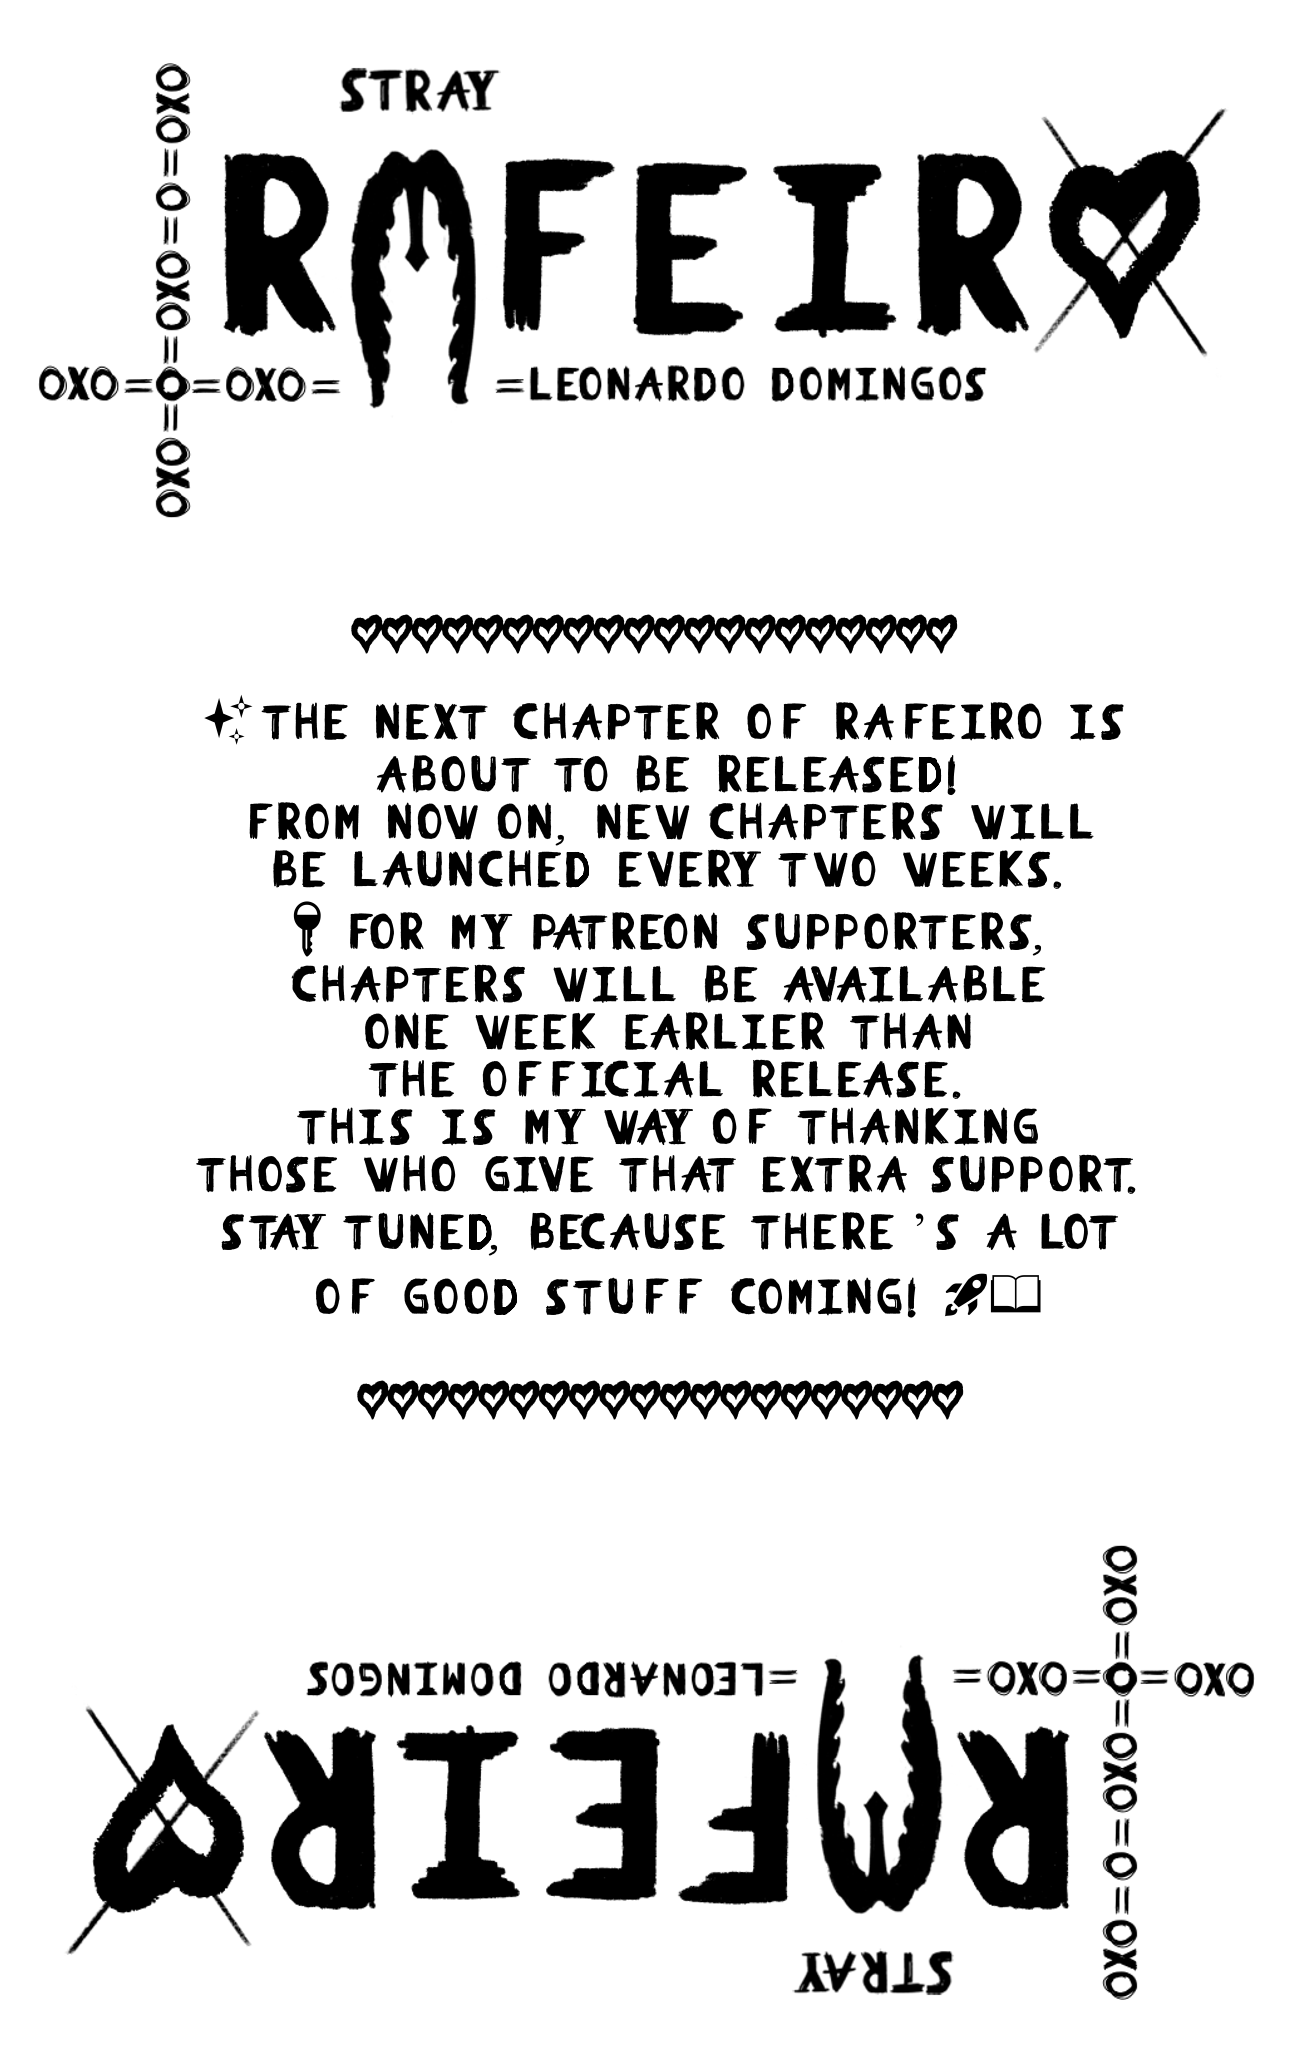 STRAY
RAFEIRO
OXO=O=OXO=OXO
OXO=O=OXO= =LEONARDO DOMINGOS
✨THE NEXT CHAPTER OF RAFEIRO IS
ABOUT TO BE RELEASED!
FROM NOW ON, NEW CHAPTERS WILL
BE LAUNCHED EVERY TWO WEEKS.
FOR MY PATREON SUPPORTERS,
CHAPTERS WILL BE AVAILABLE
ONE WEEK EARLIER THAN
THE OFFICIAL RELEASE.
THIS IS MY WAY OF THANKING
THOSE WHO GIVE THAT EXTRA SUPPORT.
STAY TUNED, BECAUSE THERE'S A LOT
OF GOOD STUFF COMING! 🚀📖
OXO=O=OXO= =LEONARDO DOMINGOS
OXO=O=OXO=O=OXO
RAFEIRO
STRAY